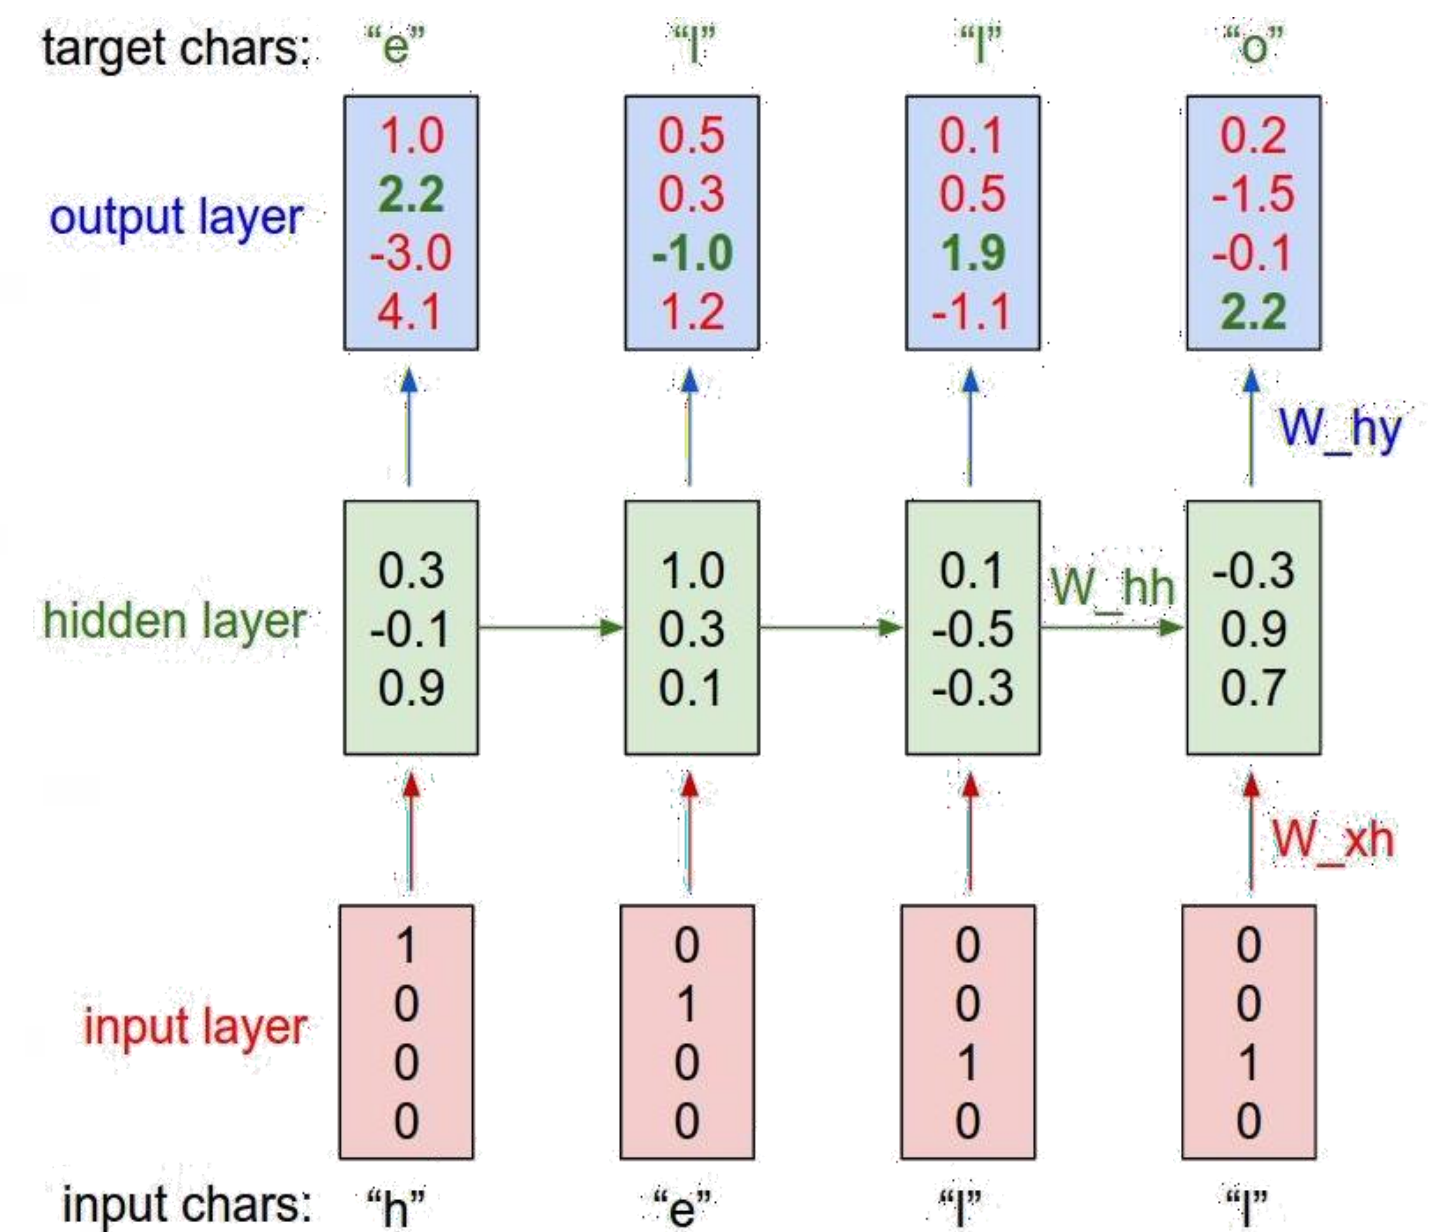 target chars: “e” “l” “l” “o”
1.0 0.5 0.1 0.2
2.2 0.3 0.5 -1.5
output layer
-3.0 -1.0 1.9 -0.1
4.1 1.2 -1.1 2.2
W_hy
0.3 1.0 0.1 -0.3
W_hh
hidden layer
-0.1 0.3 -0.5 0.9
0.9 0.1 -0.3 0.7
W_xh
1 0 0 0
0 1 0 0
input layer
0 0 1 1
0 0 0 0
input chars: “h” “e” “l” “l”